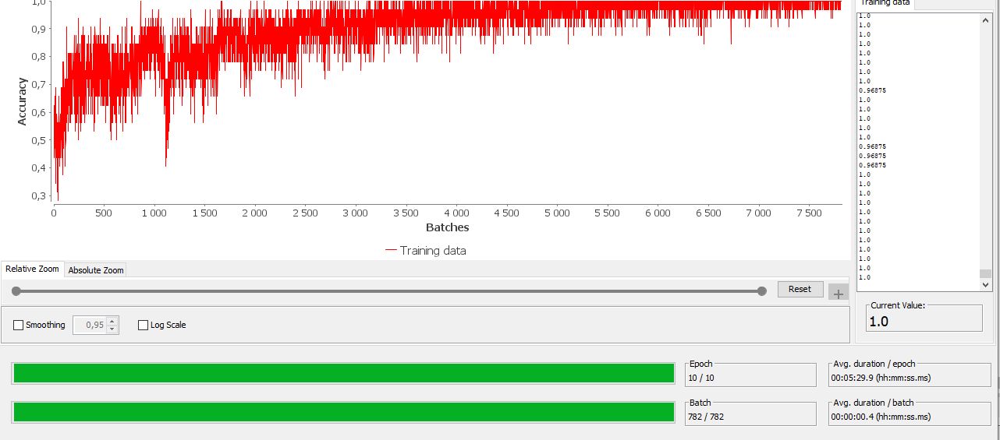 Training data
1,0
0,9
0,8
0,7
0,6
0,5
0,4
0,3
Accuracy
0 500 1 000 1 500 2 000 2 500 3 000 3 500 4 000 4 500 5 000 5 500 6 000 6 500 7 000 7 500
Batches
Training data
1.0
1.0
1.0
1.0
1.0
1.0
1.0
1.0
0.96875
1.0
1.0
1.0
1.0
1.0
0.96875
0.96875
0.96875
1.0
1.0
1.0
1.0
1.0
1.0
1.0
1.0
1.0
1.0
1.0
1.0
Current Value:
1.0
Relative Zoom Absolute Zoom
Reset +
Smoothing 0,95 Log Scale
Epoch
10 / 10
Avg. duration / epoch
00:05:29.9 (hh:mm:ss.ms)
Batch
782 / 782
Avg. duration / batch
00:00:00.4 (hh:mm:ss.ms)